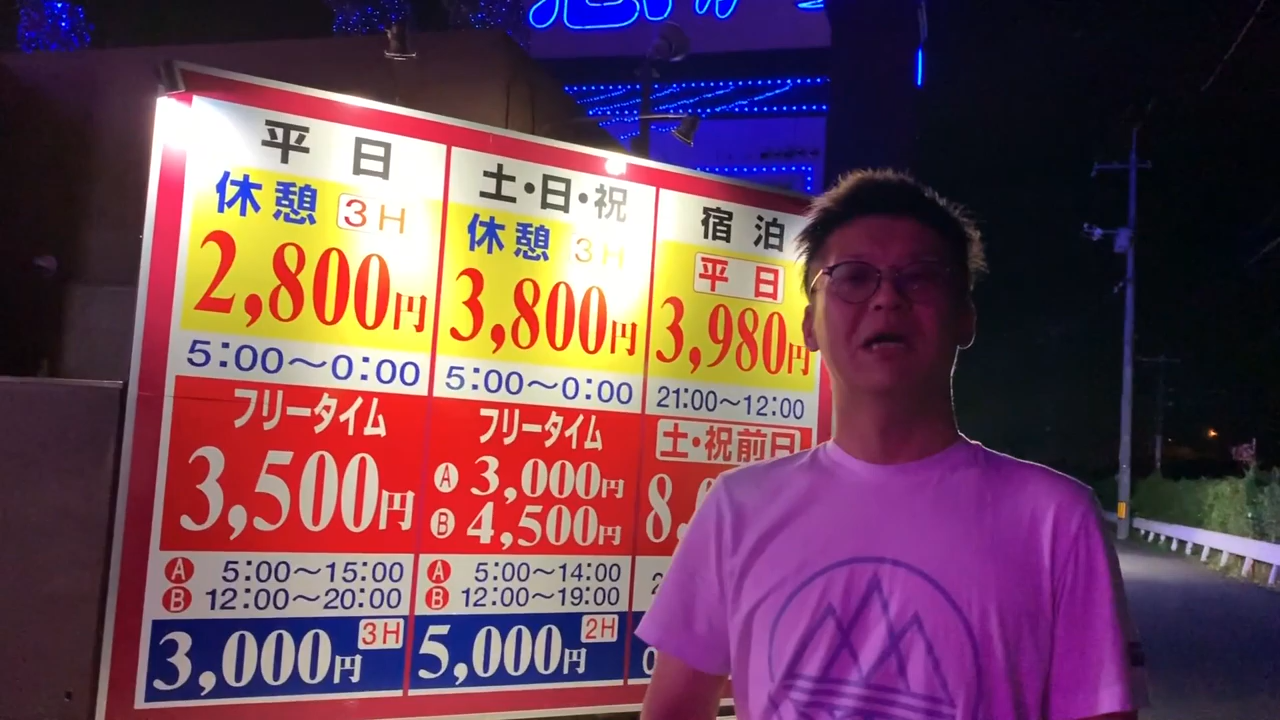 平日
休憩 3H
2,800円
5:00〜0:00
フリータイム
3,500円
A 5:00〜15:00
B 12:00〜20:00
3,000円 3H
土・日・祝
休憩 3H
3,800円
5:00〜0:00
フリータイム
A 3,000円
B 4,500円
A 5:00〜14:00
B 12:00〜19:00
5,000円 2H
宿泊
平日
3,980円
21:00〜12:00
土・祝前日